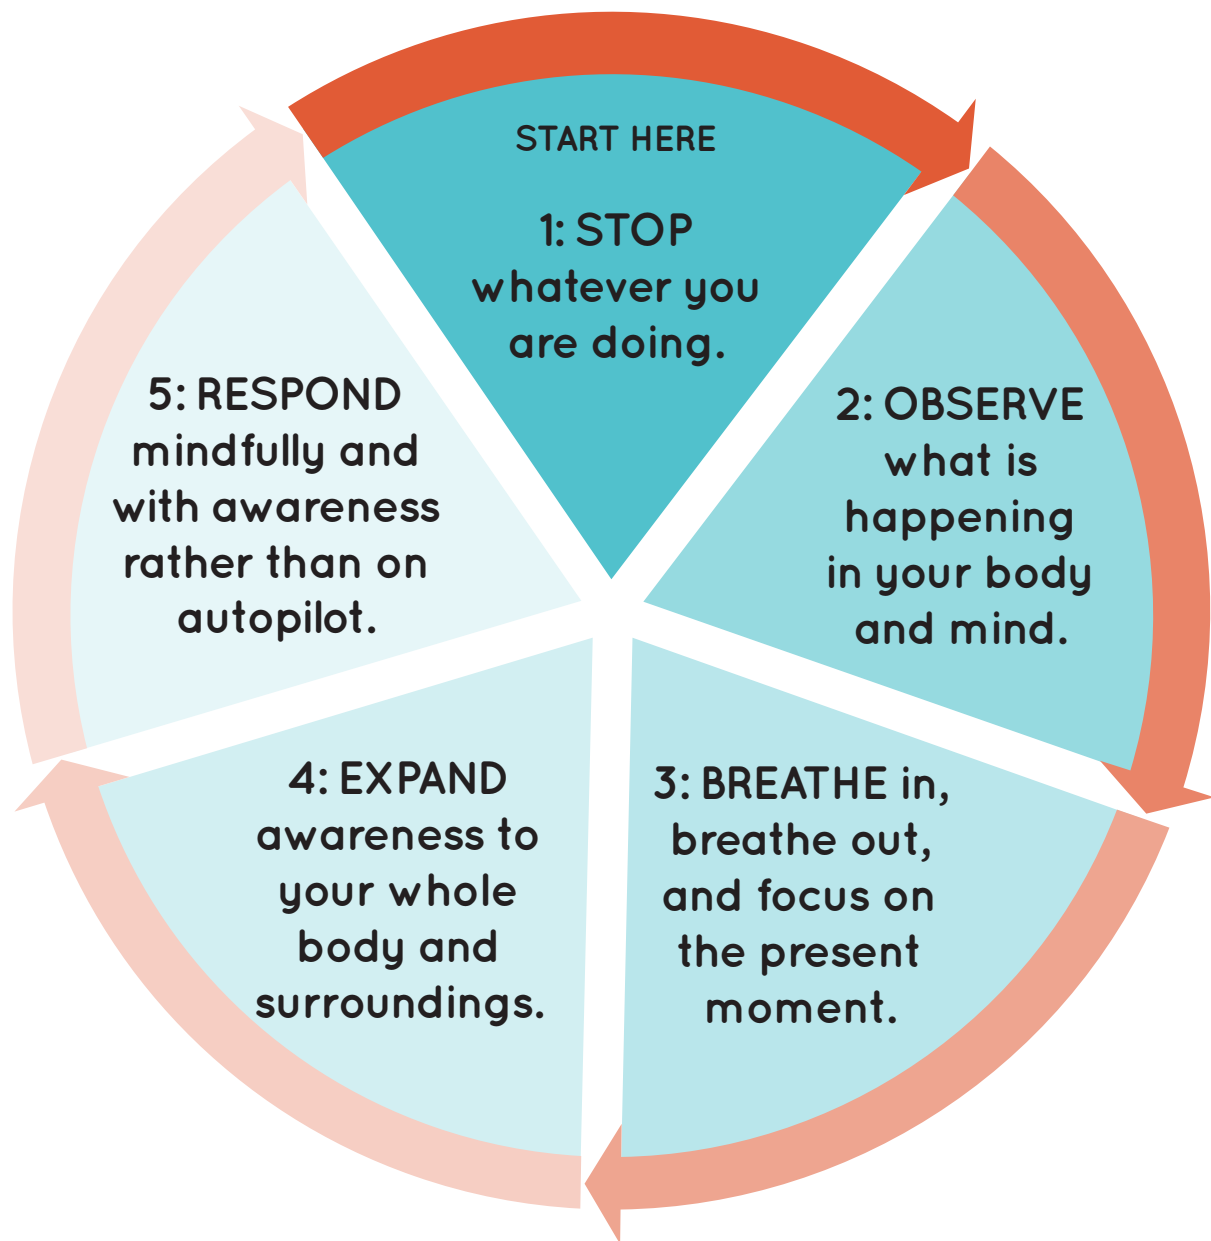 START HERE
1: STOP
whatever you
are doing.
2: OBSERVE
what is
happening
in your body
and mind.
3: BREATHE in,
breathe out,
and focus on
the present
moment.
4: EXPAND
awareness to
your whole
body and
surroundings.
5: RESPOND
mindfully and
with awareness
rather than on
autopilot.